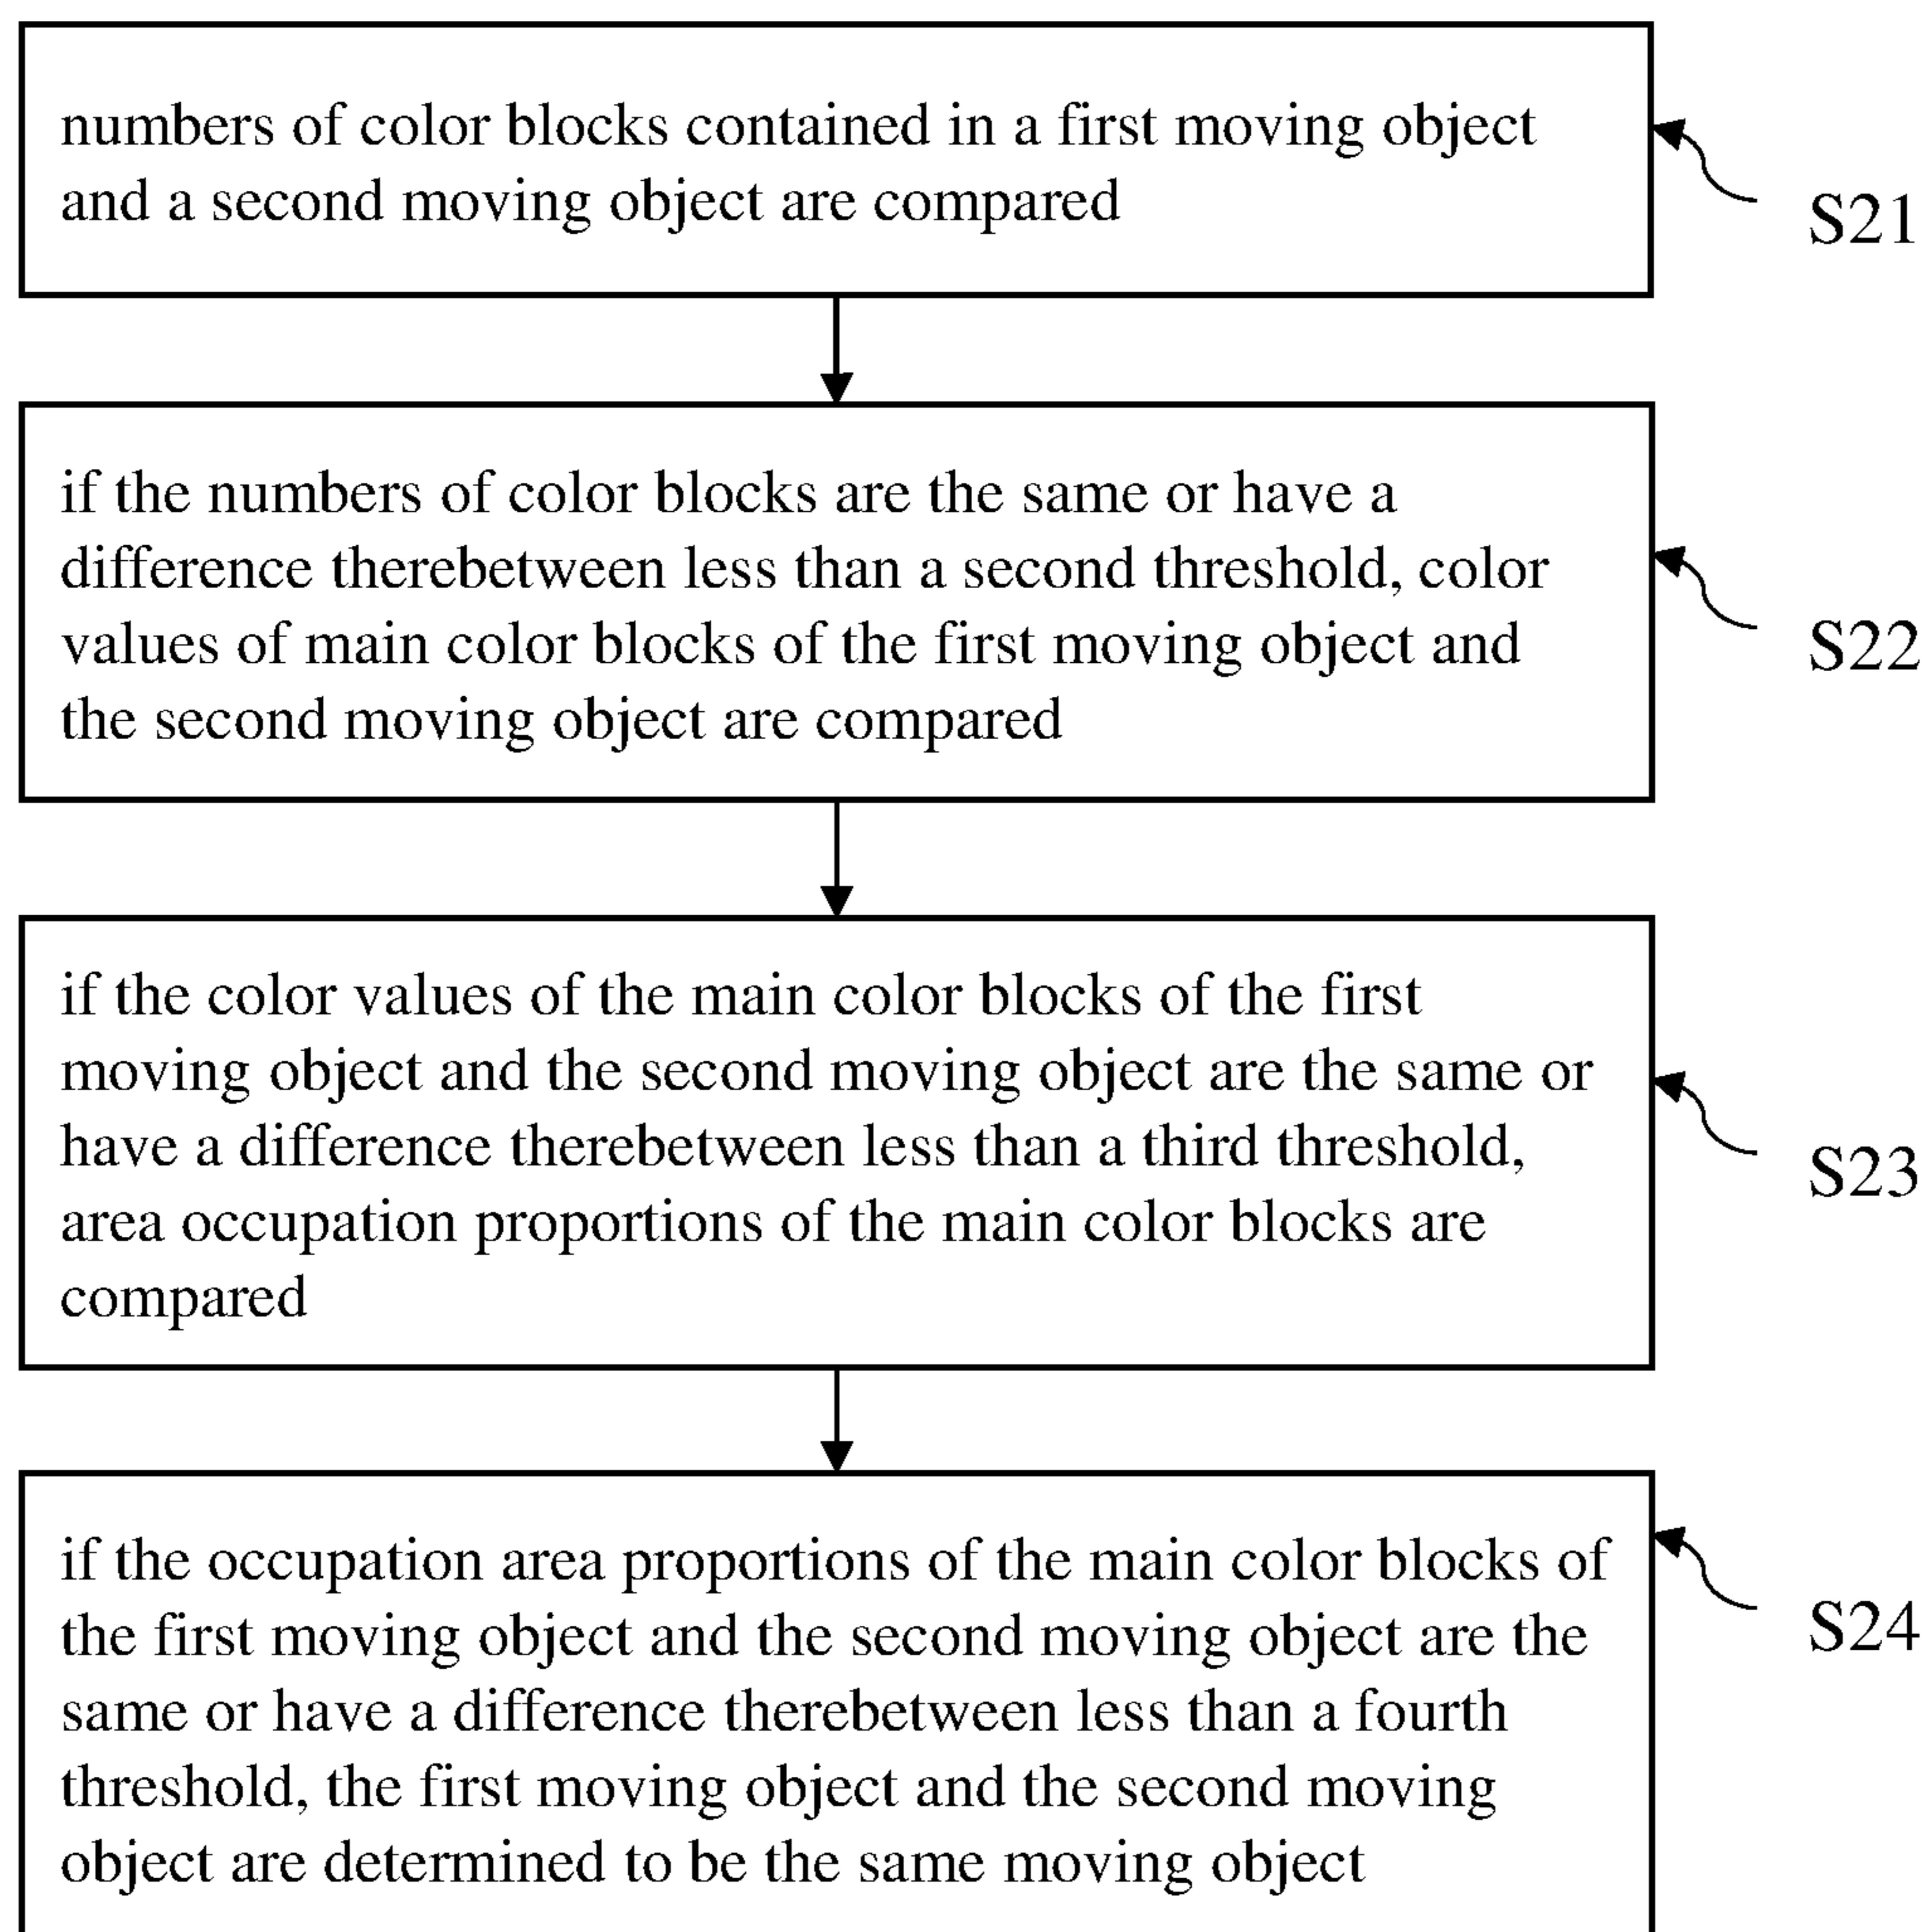 numbers of color blocks contained in a first moving object
and a second moving object are compared
S21
if the numbers of color blocks are the same or have a
difference therebetween less than a second threshold, color
values of main color blocks of the first moving object and
the second moving object are compared
S22
if the color values of the main color blocks of the first
moving object and the second moving object are the same or
have a difference therebetween less than a third threshold,
area occupation proportions of the main color blocks are
compared
S23
if the occupation area proportions of the main color blocks of
the first moving object and the second moving object are the
same or have a difference therebetween less than a fourth
threshold, the first moving object and the second moving
object are determined to be the same moving object
S24